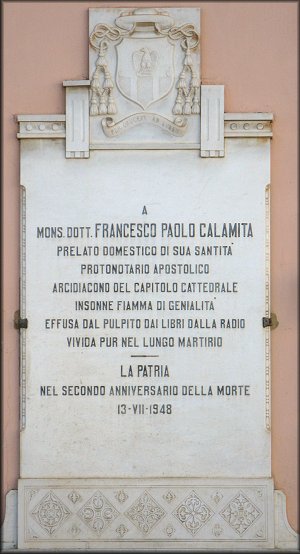 A
MONS. DOTT. FRANCESCO PAOLO CALAMITA
PRELATO DOMESTICO DI SUA SANTITA'
PROTONOTARIO APOSTOLICO
ARCIDIACONO DEL CAPITOLO CATTEDRALE
INSONNE FIAMMA DI GENIALITA'
EFFUSA DAL PULPITO DAI LIBRI DALLA RADIO
VIVIDA PUR NEL LUNGO MARTIRIO
LA PATRIA
NEL SECONDO ANNIVERSARIO DELLA MORTE
13-VII-1948